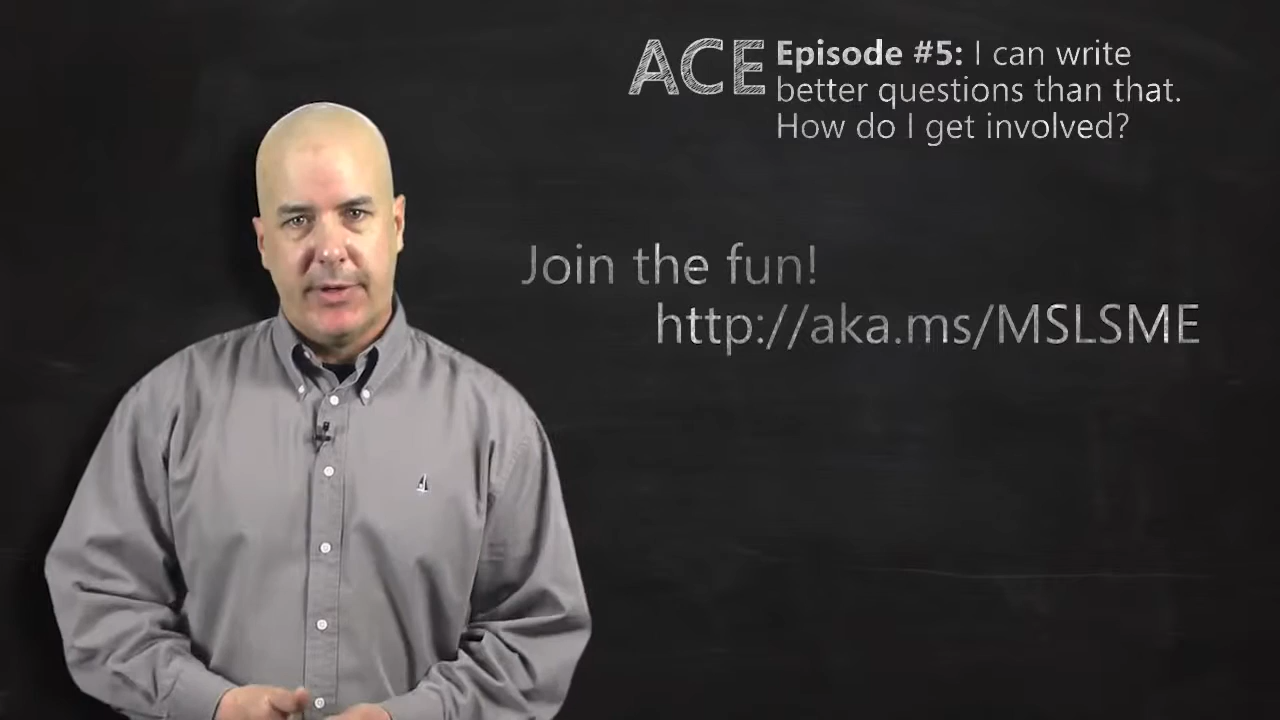 ACE Episode #5: I can write
better questions than that.
How do I get involved?
Join the fun!
http://aka.ms/MSLSME